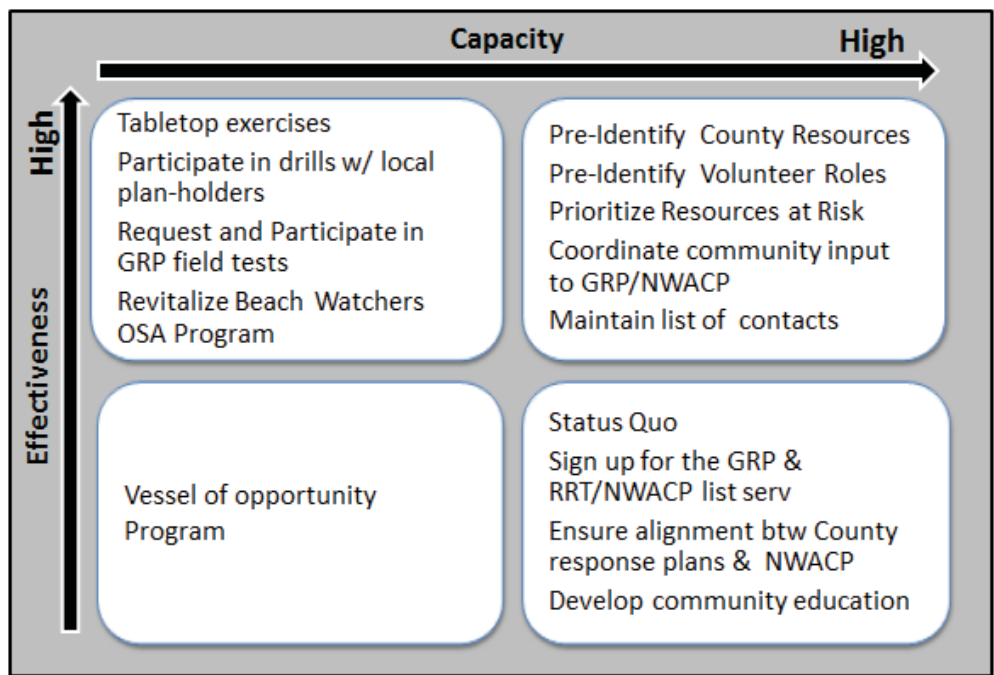 Capacity
High
High
Effectiveness
Tabletop exercises
Participate in drills w/ local
plan-holders
Request and Participate in
GRP field tests
Revitalize Beach Watchers
OSA Program
Pre-Identify County Resources
Pre-Identify Volunteer Roles
Prioritize Resources at Risk
Coordinate community input
to GRP/NWACP
Maintain list of contacts
Vessel of opportunity
Program
Status Quo
Sign up for the GRP &
RRT/NWACP list serv
Ensure alignment btw County
response plans & NWACP
Develop community education